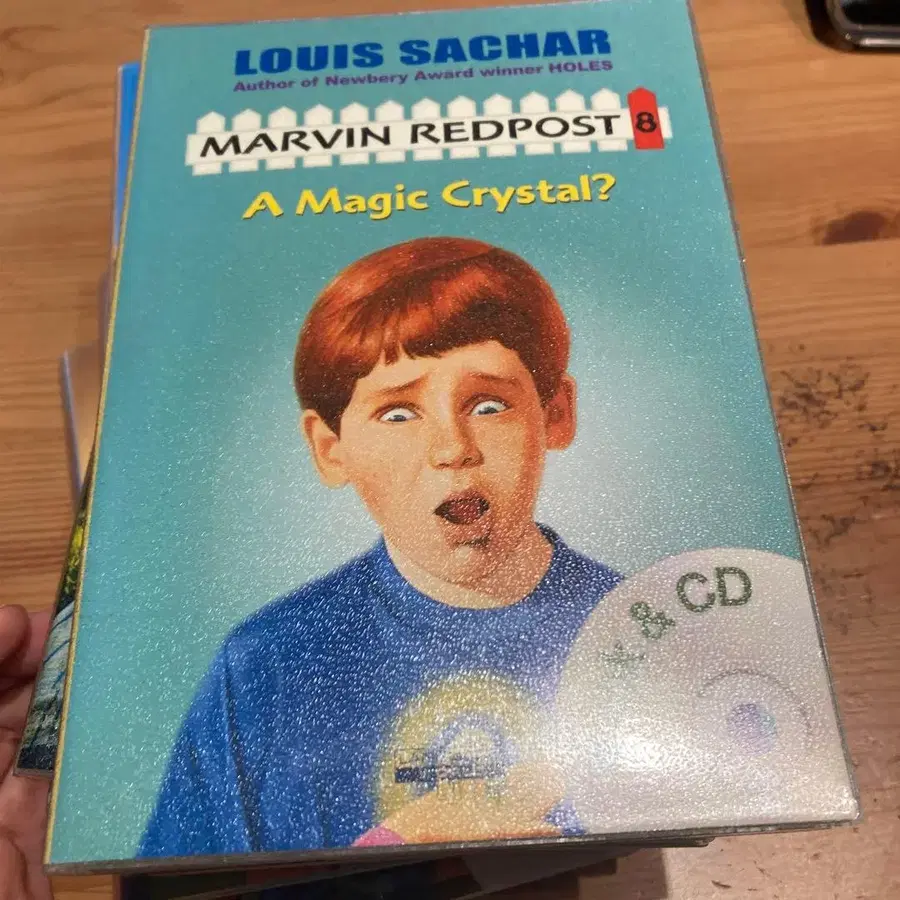 LOUIS SACHAR
Author of Newbery Award winner HOLES
MARVIN REDPOST 8
A Magic Crystal?
& CD